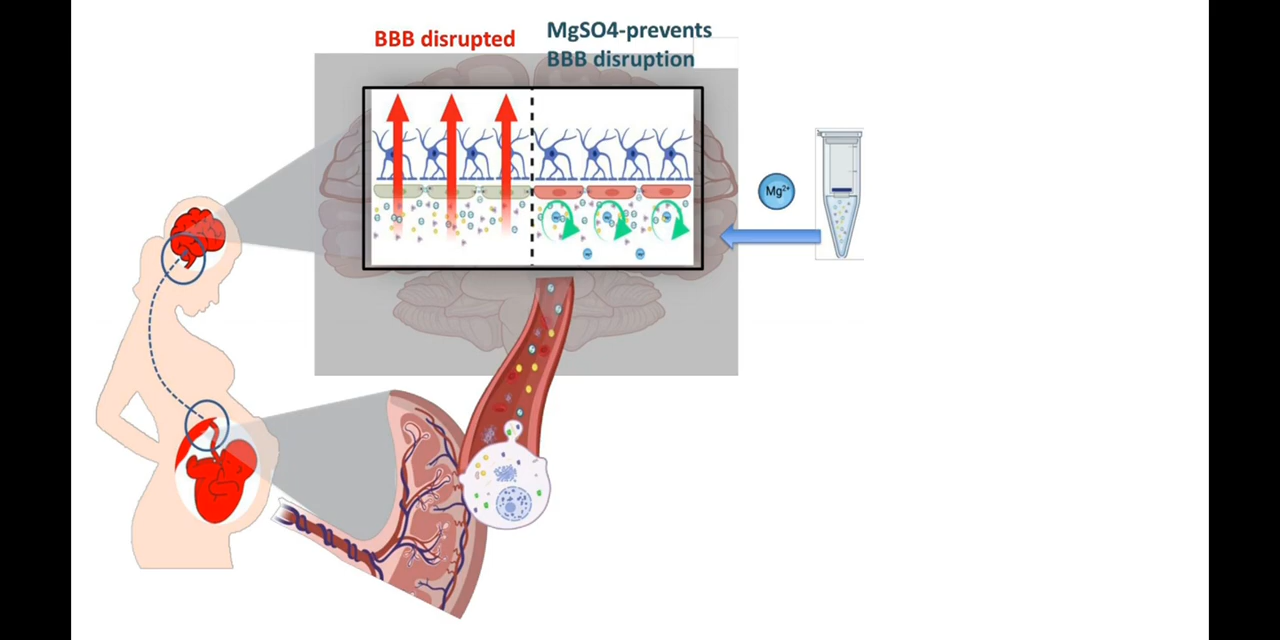 BBB disrupted
MgSO4-prevents
BBB disruption
Mg²⁺